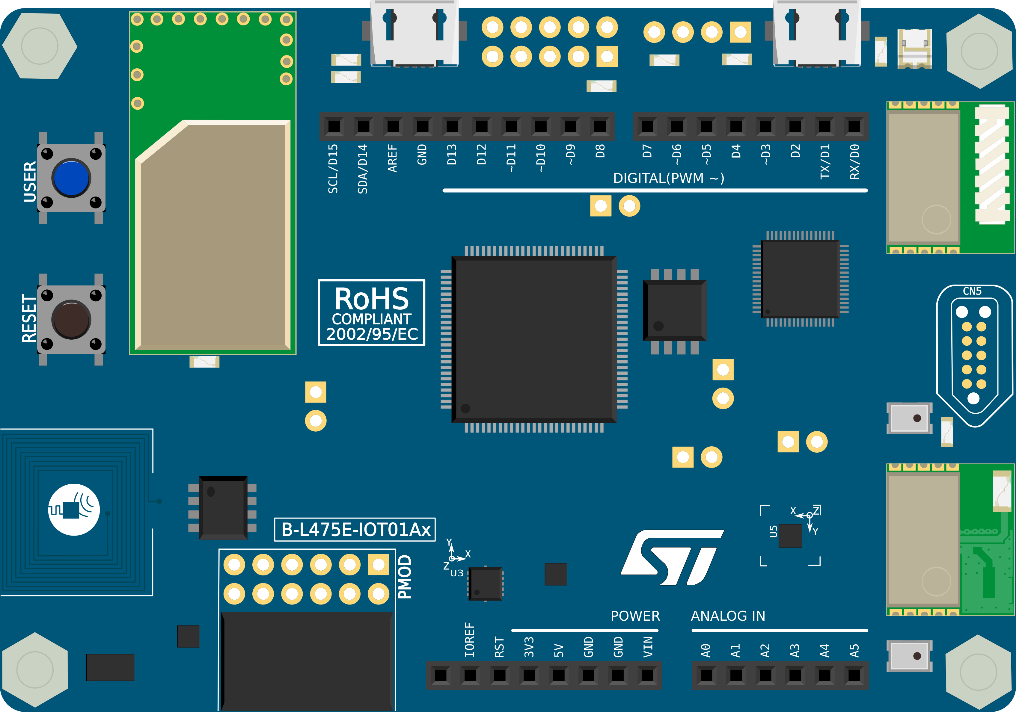 USER
RESET
SCL/D15
SDA/D14
AREF
GND
D13
D12
~D11
~D10
~D9
D8
D7
~D6
~D5
D4
~D3
D2
TX/D1
RX/D0
DIGITAL(PWM ~)
RoHS
COMPLIANT
2002/95/EC
CN5
B-L475E-IOT01Ax
PMOD
Y
X
Z
U3
X
Z
Y
U5
ST
POWER
ANALOG IN
IOREF
RST
3V3
5V
GND
GND
VIN
A0
A1
A2
A3
A4
A5